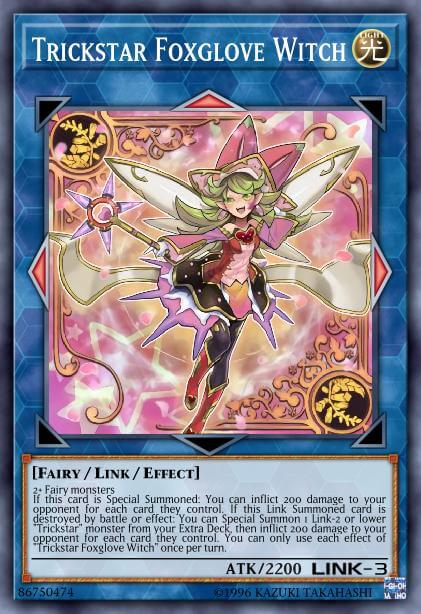 Trickstar Foxglove Witch
LIGHT
光
[Fairy / Link / Effect]
2+ Fairy monsters
If this card is Special Summoned: You can inflict 200 damage to your
opponent for each card they control. If this Link Summoned card is
destroyed by battle or effect: You can Special Summon 1 Link-2 or lower
"Trickstar" monster from your Extra Deck, then inflict 200 damage to your
opponent for each card they control. You can only use each effect of
"Trickstar Foxglove Witch" once per turn.
ATK/2200 LINK-3
86750474
©1996 KAZUKI TAKAHASHI